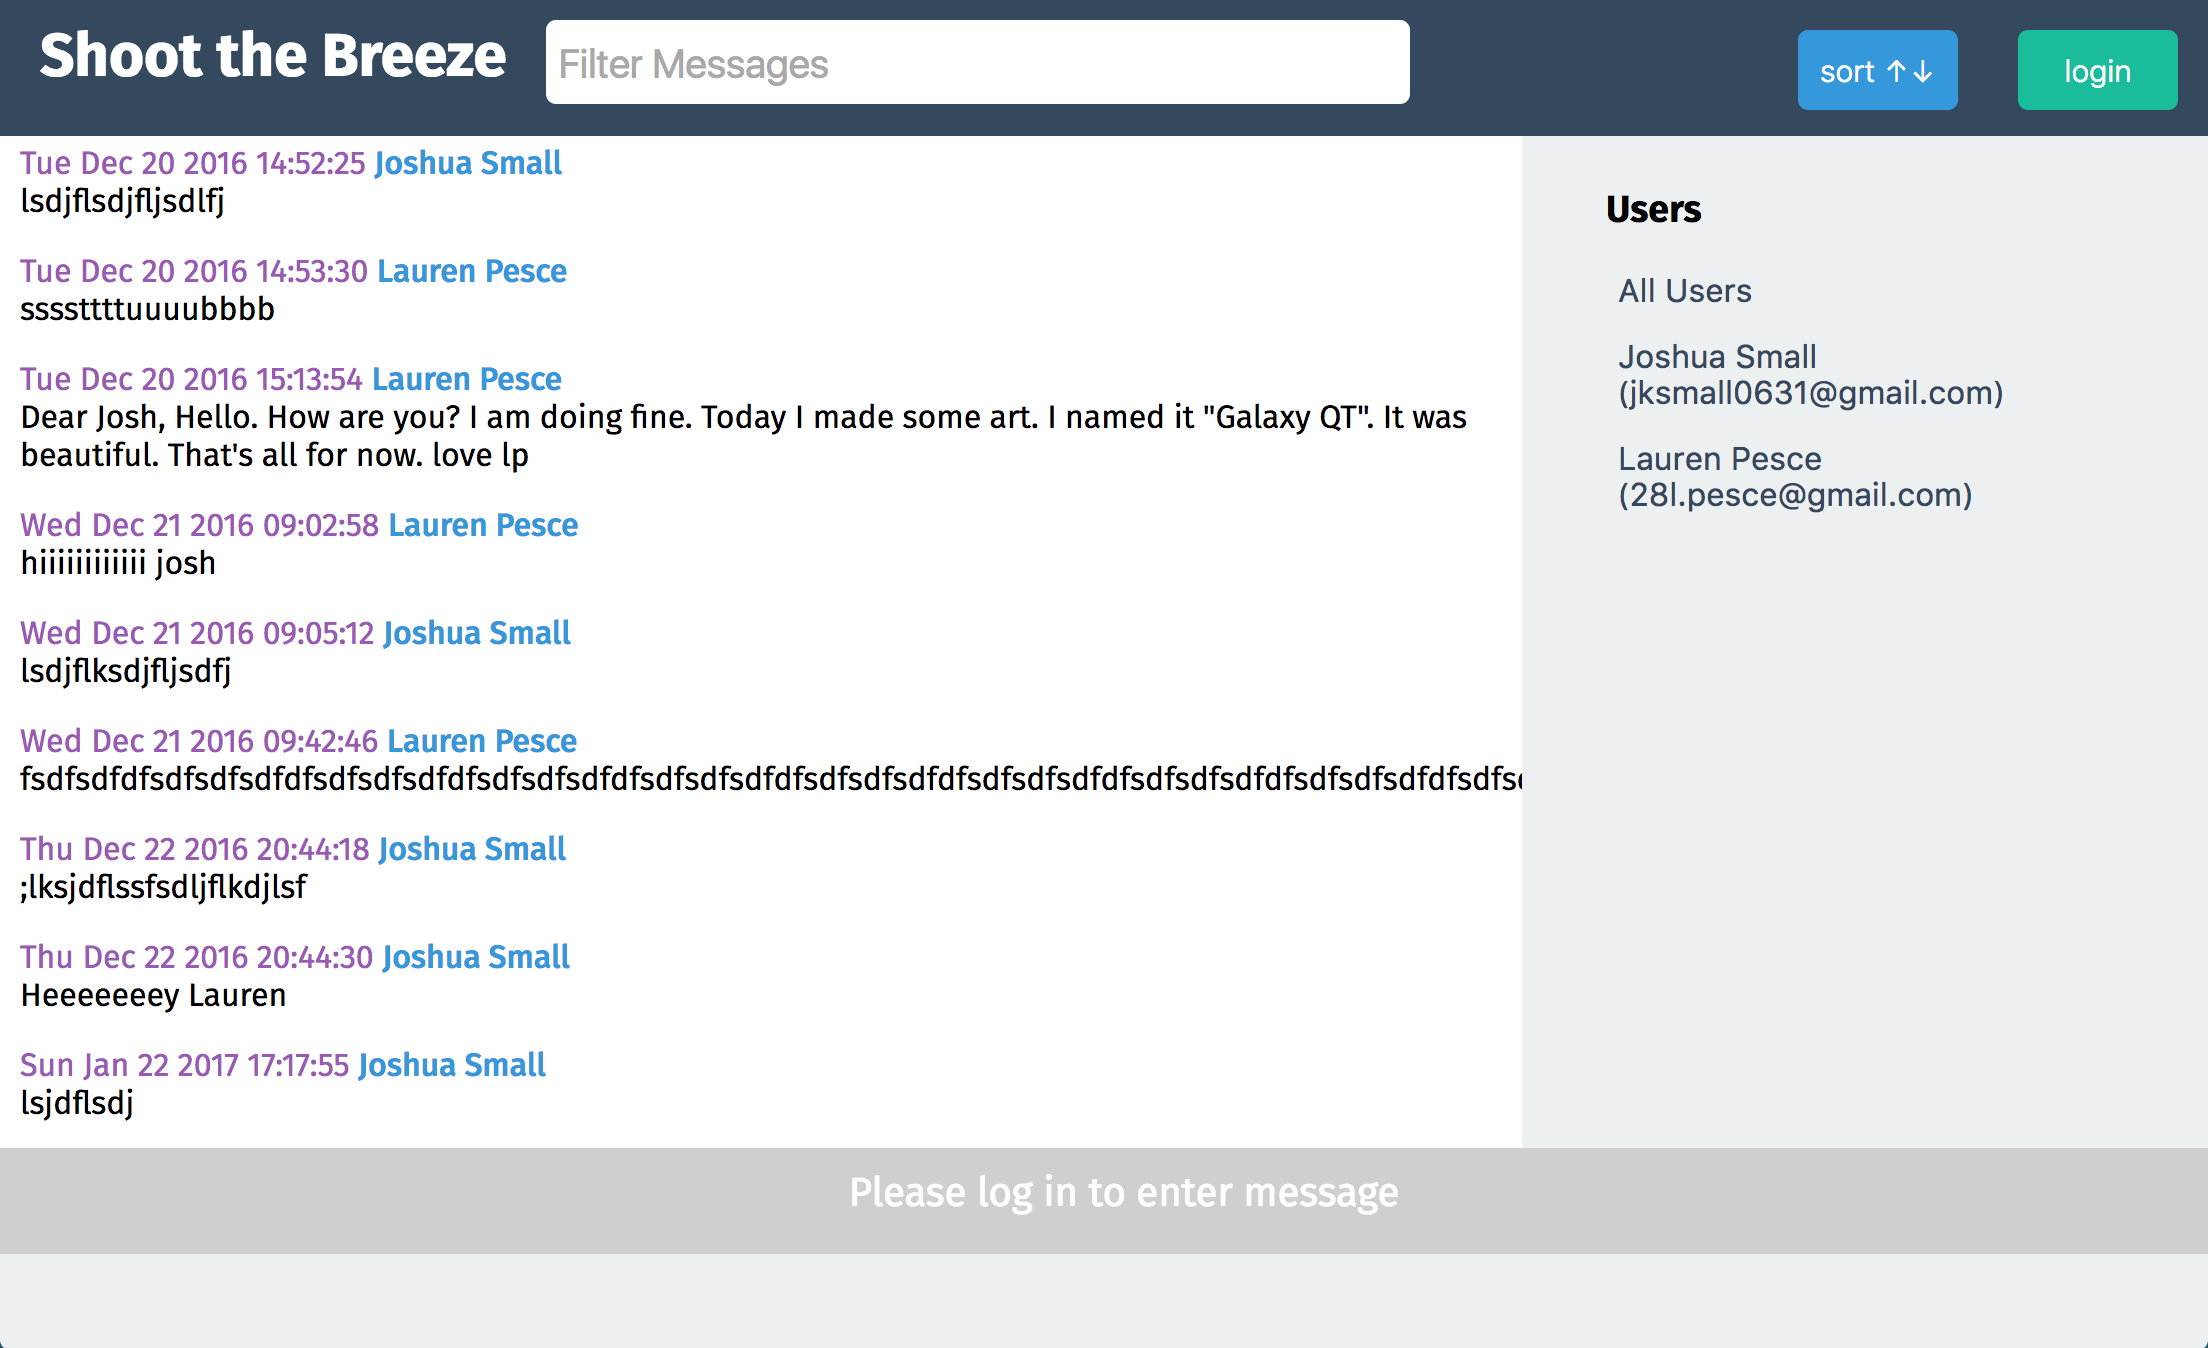 Shoot the Breeze
Filter Messages
sort ↑↓
login
Tue Dec 20 2016 14:52:25 Joshua Small
lsdjflsdjfljsdlfj
Tue Dec 20 2016 14:53:30 Lauren Pesce
ssssttttuuuubbbb
Tue Dec 20 2016 15:13:54 Lauren Pesce
Dear Josh, Hello. How are you? I am doing fine. Today I made some art. I named it "Galaxy QT". It was
beautiful. That's all for now. love lp
Wed Dec 21 2016 09:02:58 Lauren Pesce
hiiiiiiiiiiii josh
Wed Dec 21 2016 09:05:12 Joshua Small
lsdjflksdjfljsdfj
Wed Dec 21 2016 09:42:46 Lauren Pesce
Thu Dec 22 2016 20:44:18 Joshua Small
;lksjdflssfsdljflkdjlsf
Thu Dec 22 2016 20:44:30 Joshua Small
Heeeeeeey Lauren
Sun Jan 22 2017 17:17:55 Joshua Small
lsjdflsdj
Users
All Users
Joshua Small
(jksmall0631@gmail.com)
Lauren Pesce
(28l.pesce@gmail.com)
Please log in to enter message